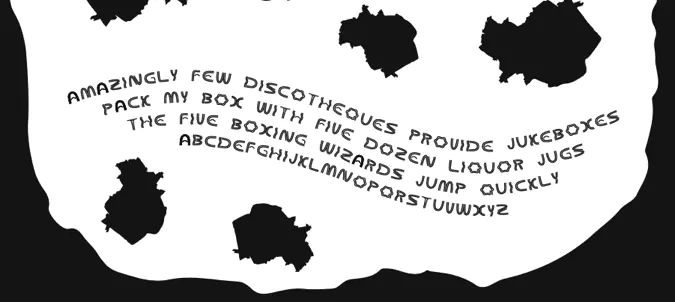 AMAZINGLY FEW DISCOTHEQUES PROVIDE JUKEBOXES
PACK MY BOX WITH FIVE DOZEN LIQUOR JUGS
THE FIVE BOXING WIZARDS JUMP QUICKLY
ABCDEFGHIJKLMNOPQRSTUVWXYZ